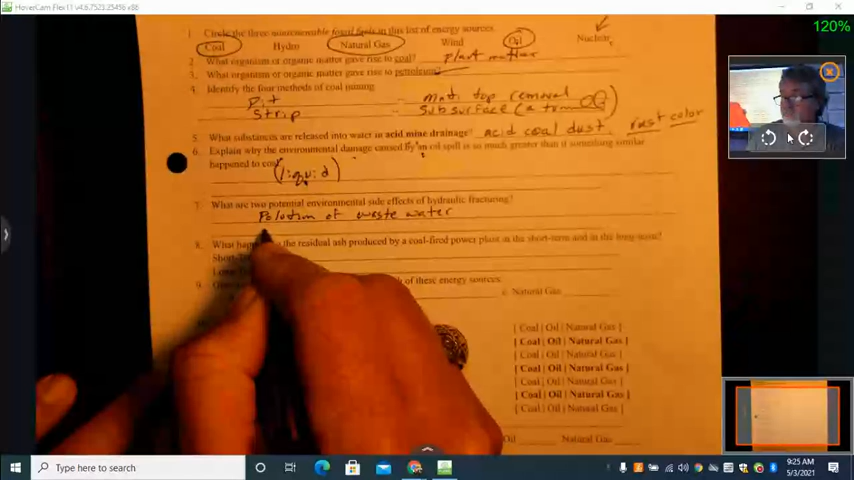 HoverCam Flex11 v4.6.7523.25456 x86
120%
1 Circle the three nonrenewable fossil fuels in this list of energy sources.
Coal Hydro Natural Gas Wind Oil Nuclear
2. What organism or organic matter gave rise to coal? plant matter
3. What organism or organic matter gave rise to petroleum?
4. Identify the four methods of coal mining
Pit
Strip
removal
Subsurface
5. What substances are released into water in acid mine drainage? acid coal dust. rust color
6. Explain why the environmental damage caused by an oil spill is so much greater than if something similar
happened to coal
(liquid)
7. What are two potential environmental side effects of hydraulic fracturing?
Polution of waste water
8. What the residual ash produced by a coal-fired power plant in the short-term and in the long-term?
Short-
9.
of these energy sources.
c. Natural Gas
[ Coal | Oil | Natural Gas ]
[ Coal | Oil | Natural Gas ]
[ Coal | Oil | Natural Gas ]
[ Coal | Oil | Natural Gas ]
[ Coal | Oil | Natural Gas ]
[ Coal | Oil | Natural Gas ]
[ Coal | Oil | Natural Gas ]
Oil Natural Gas
Type here to search
9:25 AM
5/3/2021